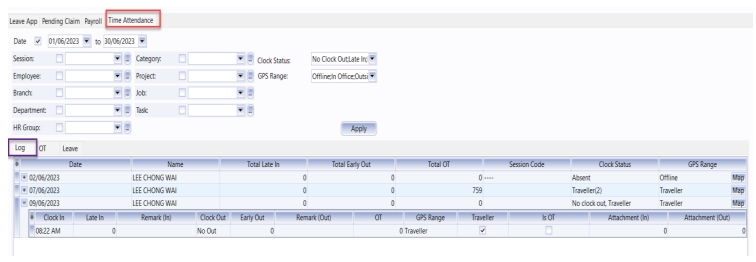 Leave App Pending Claim Payroll Time Attendance
Date 01/06/2023 to 30/06/2023
Session: Category: Clock Status: No Clock Out;Late In;
Employee: Project: GPS Range: Offline;In Office;Outsi
Branch: Job:
Department: Task:
HR Group: Apply
Log OT Leave
Date Name Total Late In Total Early Out Total OT Session Code Clock Status GPS Range
02/06/2023 LEE CHONG WAI 0 0 0 ---- Absent Offline Map
07/06/2023 LEE CHONG WAI 0 0 759 Traveller(2) Traveller Map
09/06/2023 LEE CHONG WAI 0 0 0 No clock out, Traveller Traveller Map
Clock In Late In Remark (In) Clock Out Early Out Remark (Out) OT GPS Range Traveller Is OT Attachment (In) Attachment (Out)
08:22 AM 0 No Out 0 0 Traveller 0 0